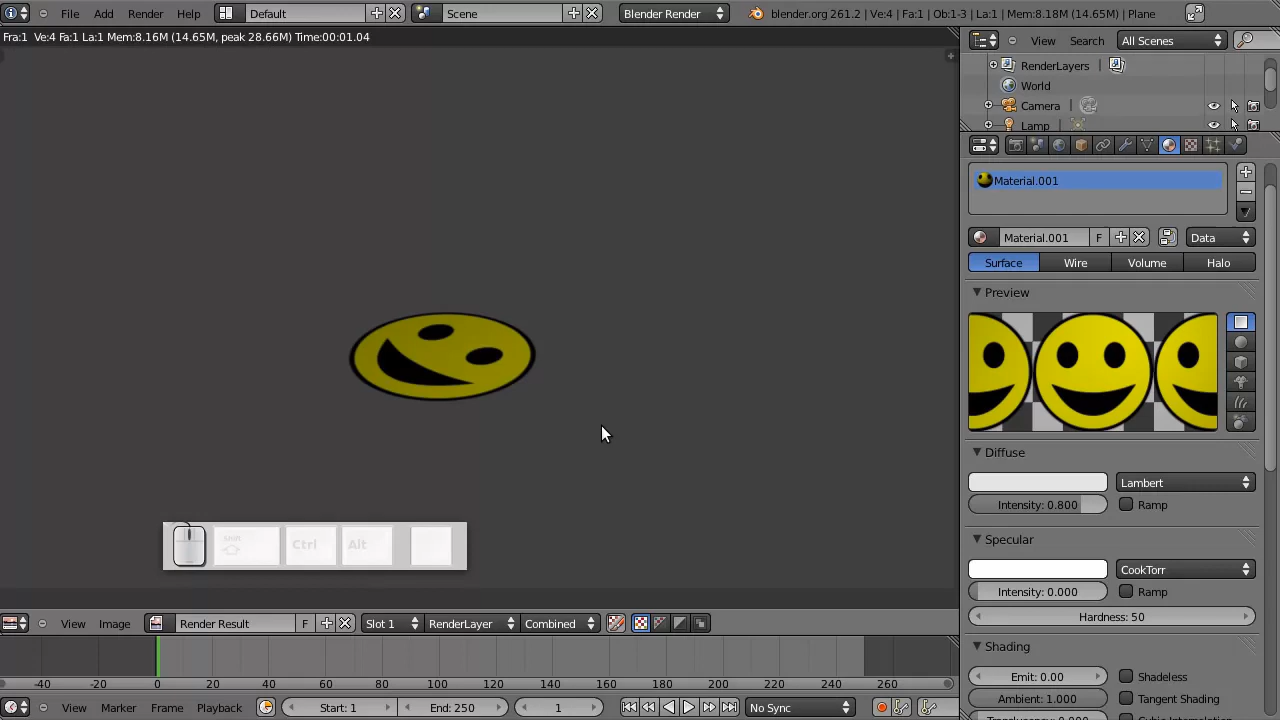 File Add Render Help Default Scene Blender Render blender.org 261.2 | Ve:4 | Fa:1 | Ob:1-3 | La:1 | Mem:8.18M (14.65M) | Plane
Fra:1 Ve:4 Fa:1 La:1 Mem:8.16M (14.65M, peak 28.66M) Time:00:01.04
View Search All Scenes
RenderLayers
World
Camera
Lamp
Material.001
Material.001 F Data
Surface Wire Volume Halo
Preview
Diffuse
Lambert
Intensity: 0.800 Ramp
Specular
CookTorr
Intensity: 0.000 Ramp
Hardness: 50
Shading
Emit: 0.00 Shadeless
Ambient: 1.000 Tangent Shading
Shift Ctrl Alt
View Image Render Result F Slot 1 RenderLayer Combined
-40 -20 0 20 40 60 80 100 120 140 160 180 200 220 240 260
View Marker Frame Playback Start: 1 End: 250 1 No Sync